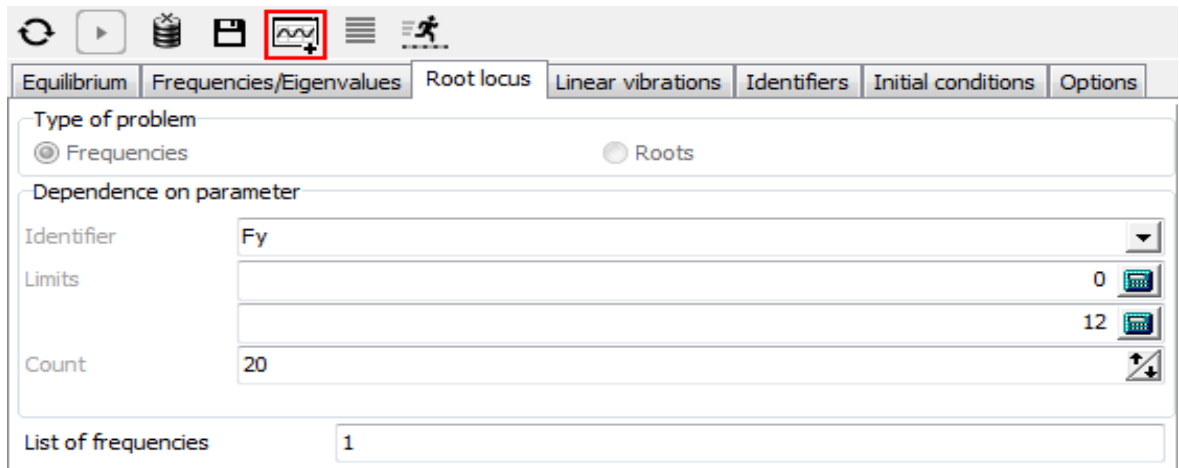 Equilibrium Frequencies/Eigenvalues Root locus Linear vibrations Identifiers Initial conditions Options
Type of problem
Frequencies Roots
Dependence on parameter
Identifier Fy
Limits 0
12
Count 20
List of frequencies 1